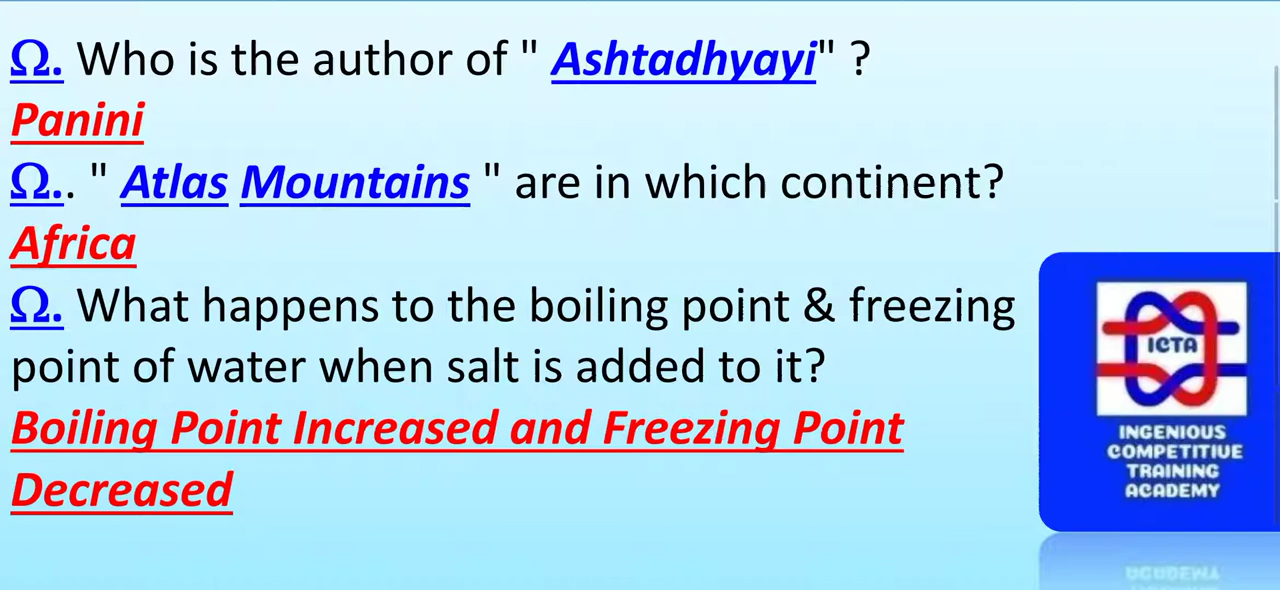 Ω. Who is the author of " Ashtadhyayi" ?
Panini
Ω.. " Atlas Mountains " are in which continent?
Africa
Ω. What happens to the boiling point & freezing
point of water when salt is added to it?
Boiling Point Increased and Freezing Point
Decreased
ICTA
INGENIOUS
COMPETITIVE
TRAINING
ACADEMY